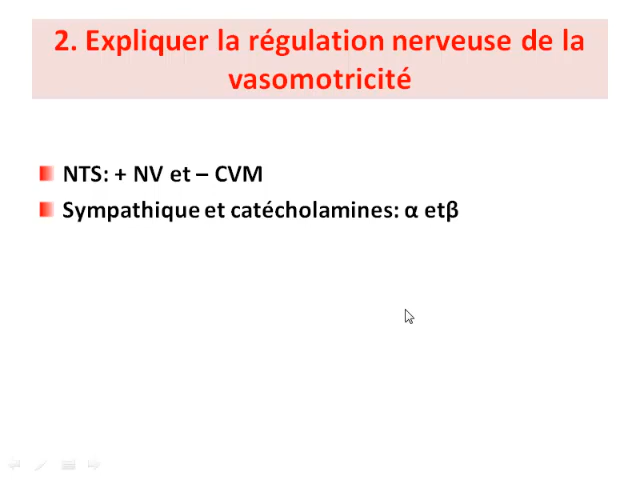 2. Expliquer la régulation nerveuse de la
vasomotricité
NTS: + NV et – CVM
Sympathique et catécholamines: α etβ